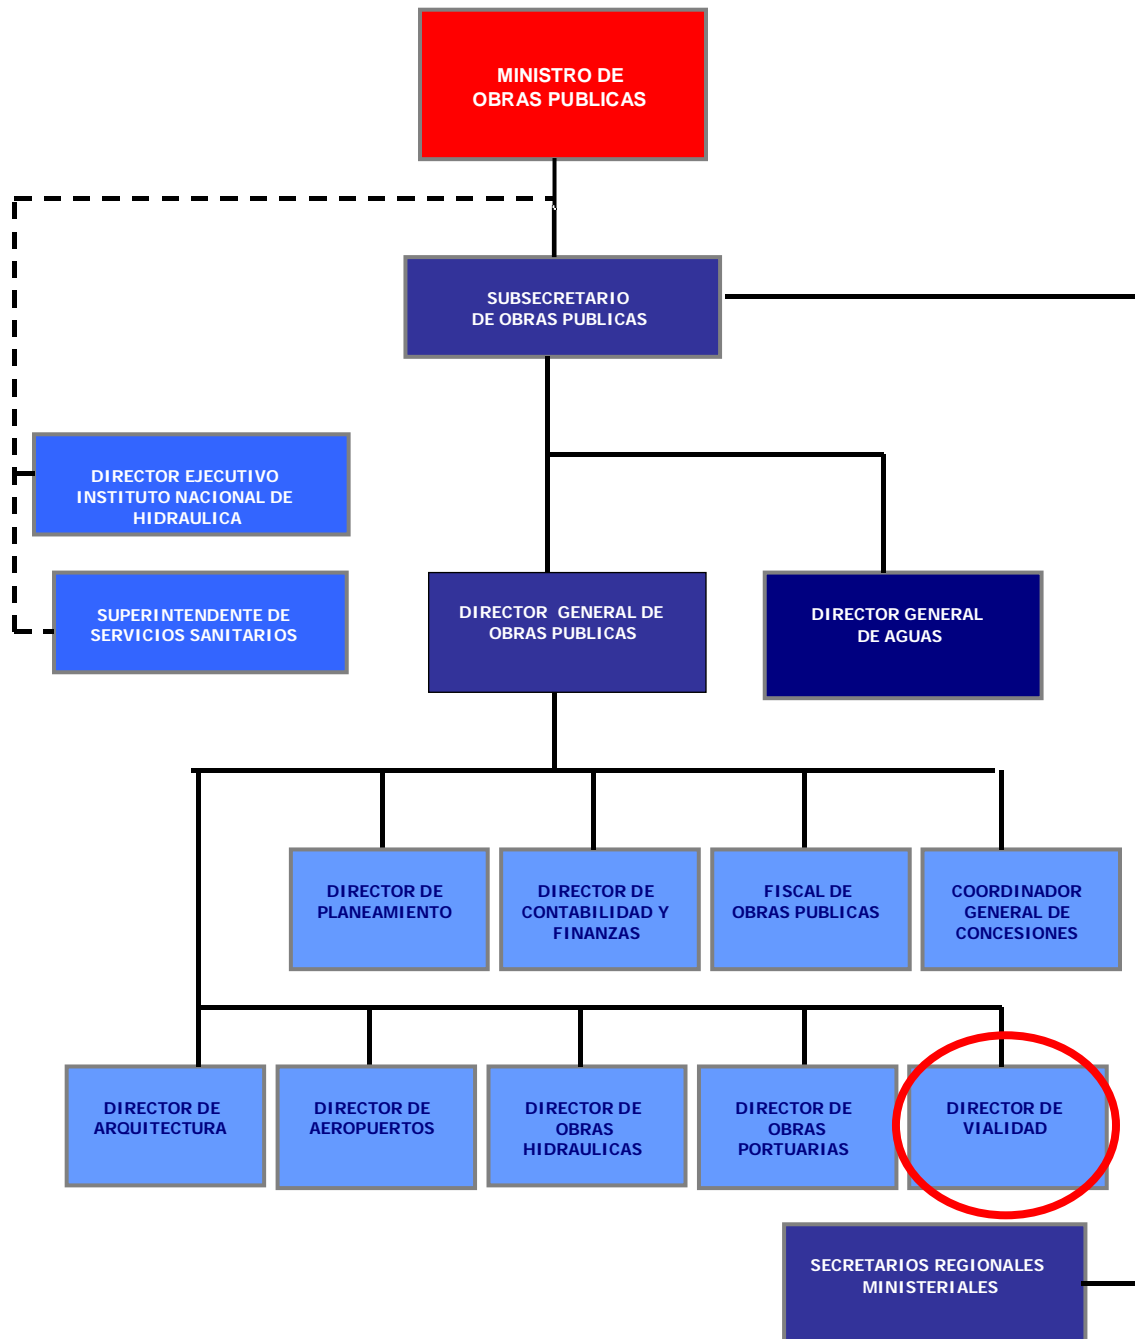 MINISTRO DE
OBRAS PUBLICAS
SUBSECRETARIO
DE OBRAS PUBLICAS
DIRECTOR EJECUTIVO
INSTITUTO NACIONAL DE
HIDRAULICA
SUPERINTENDENTE DE
SERVICIOS SANITARIOS
DIRECTOR GENERAL DE
OBRAS PUBLICAS
DIRECTOR GENERAL
DE AGUAS
DIRECTOR DE
PLANEAMIENTO
DIRECTOR DE
CONTABILIDAD Y
FINANZAS
FISCAL DE
OBRAS PUBLICAS
COORDINADOR
GENERAL DE
CONCESIONES
DIRECTOR DE
ARQUITECTURA
DIRECTOR DE
AEROPUERTOS
DIRECTOR DE
OBRAS
HIDRAULICAS
DIRECTOR DE
OBRAS
PORTUARIAS
DIRECTOR DE
VIALIDAD
SECRETARIOS REGIONALES
MINISTERIALES